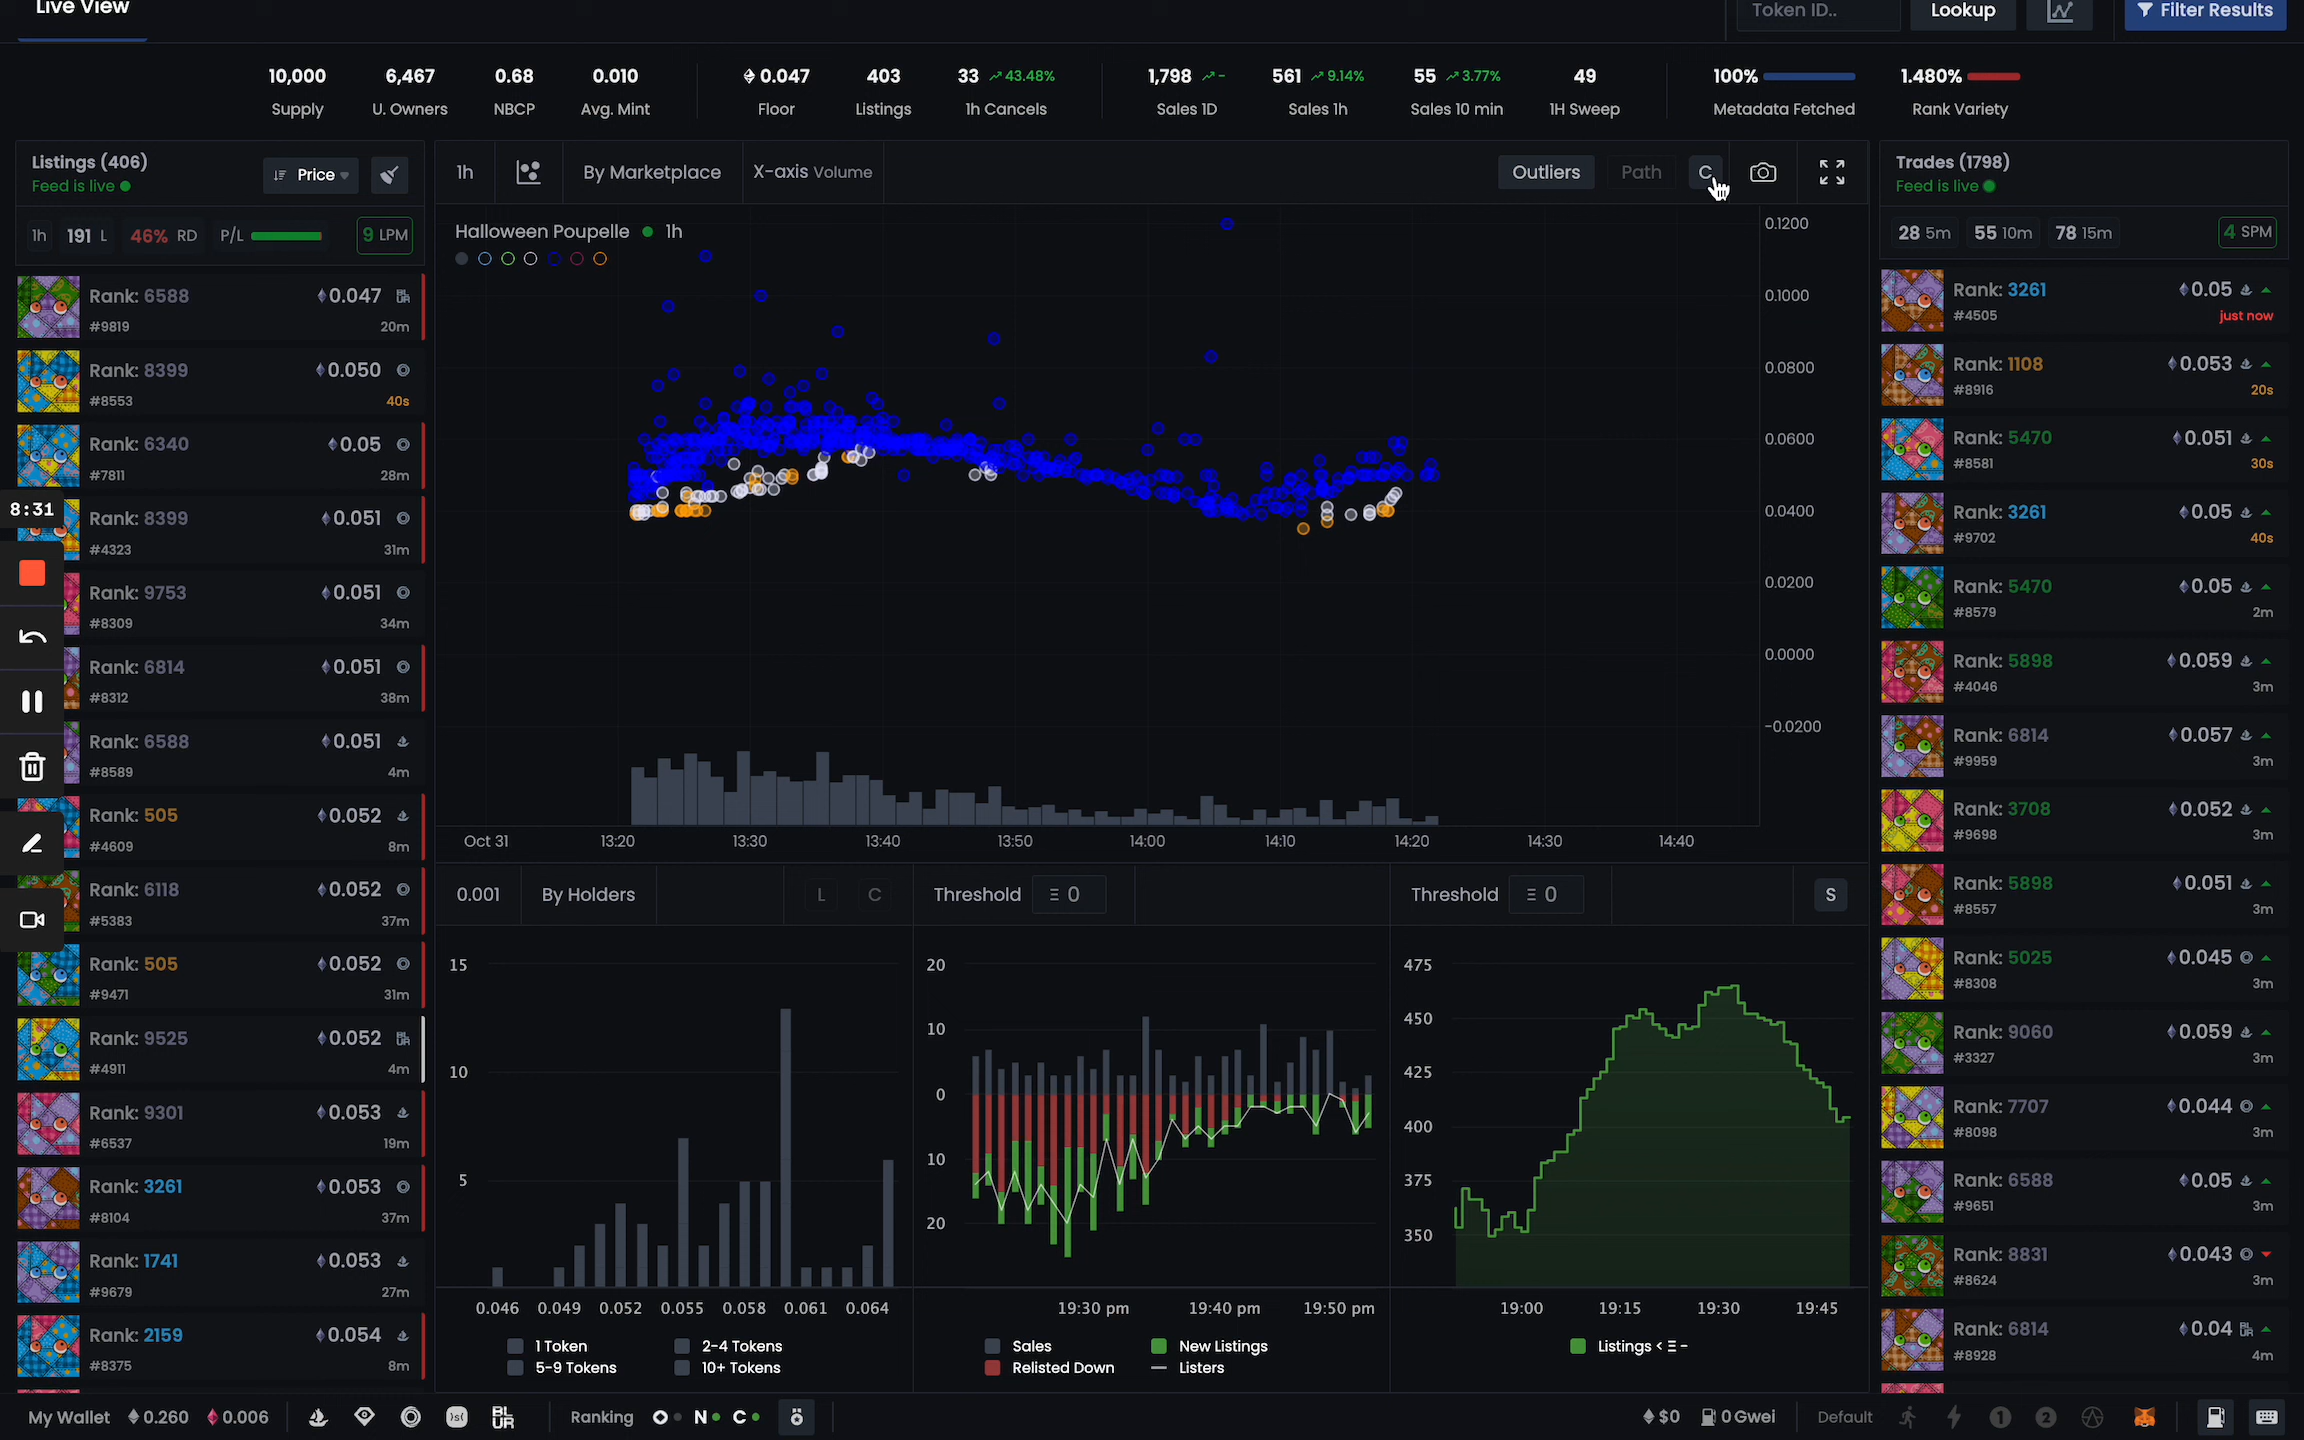 Live View
Token ID..
Lookup
Filter Results
10,000
Supply
6,467
U. Owners
0.68
NBCP
0.010
Avg. Mint
0.047
Floor
403
Listings
33 43.48%
1h Cancels
1,798 -
Sales 1D
561 9.14%
Sales 1h
55 3.77%
Sales 10 min
49
1H Sweep
100%
Metadata Fetched
1.480%
Rank Variety
Listings (406)
Feed is live
Price
1h 191 L 46% RD P/L 9 LPM
Rank: 6588 0.047
#9819 20m
Rank: 8399 0.050
#8553 40s
Rank: 6340 0.05
#7811 28m
8:31
Rank: 8399 0.051
#4323 31m
Rank: 9753 0.051
#8309 34m
Rank: 6814 0.051
#8312 38m
Rank: 6588 0.051
#8589 4m
Rank: 505 0.052
#4609 8m
Rank: 6118 0.052
#5383 37m
Rank: 505 0.052
#9471 31m
Rank: 9525 0.052
#4911 4m
Rank: 9301 0.053
#6537 19m
Rank: 3261 0.053
#8104 37m
Rank: 1741 0.053
#9679 27m
Rank: 2159 0.054
#8375 8m
1h By Marketplace X-axis Volume Outliers Path C
Halloween Poupelle 1h
0.1200
0.1000
0.0800
0.0600
0.0400
0.0200
0.0000
-0.0200
Oct 31 13:20 13:30 13:40 13:50 14:00 14:10 14:20 14:30 14:40
0.001 By Holders L C
15
10
5
0.046 0.049 0.052 0.055 0.058 0.061 0.064
1 Token 2-4 Tokens
5-9 Tokens 10+ Tokens
Threshold Ξ 0
20
10
0
10
20
19:30 pm 19:40 pm 19:50 pm
Sales New Listings
Relisted Down Listers
Threshold Ξ 0 S
475
450
425
400
375
350
19:00 19:15 19:30 19:45
Listings < Ξ -
Trades (1798)
Feed is live
28 5m 55 10m 78 15m 4 SPM
Rank: 3261 0.05
#4505 just now
Rank: 1108 0.053
#8916 20s
Rank: 5470 0.051
#8581 30s
Rank: 3261 0.05
#9702 40s
Rank: 5470 0.05
#8579 2m
Rank: 5898 0.059
#4046 3m
Rank: 6814 0.057
#9959 3m
Rank: 3708 0.052
#9698 3m
Rank: 5898 0.051
#8557 3m
Rank: 5025 0.045
#8308 3m
Rank: 9060 0.059
#3327 3m
Rank: 7707 0.044
#8098 3m
Rank: 6588 0.05
#9651 3m
Rank: 8831 0.043
#8624 3m
Rank: 6814 0.04
#8928 4m
My Wallet 0.260 0.006 BLUR Ranking N C $0 0 Gwei Default 1 2